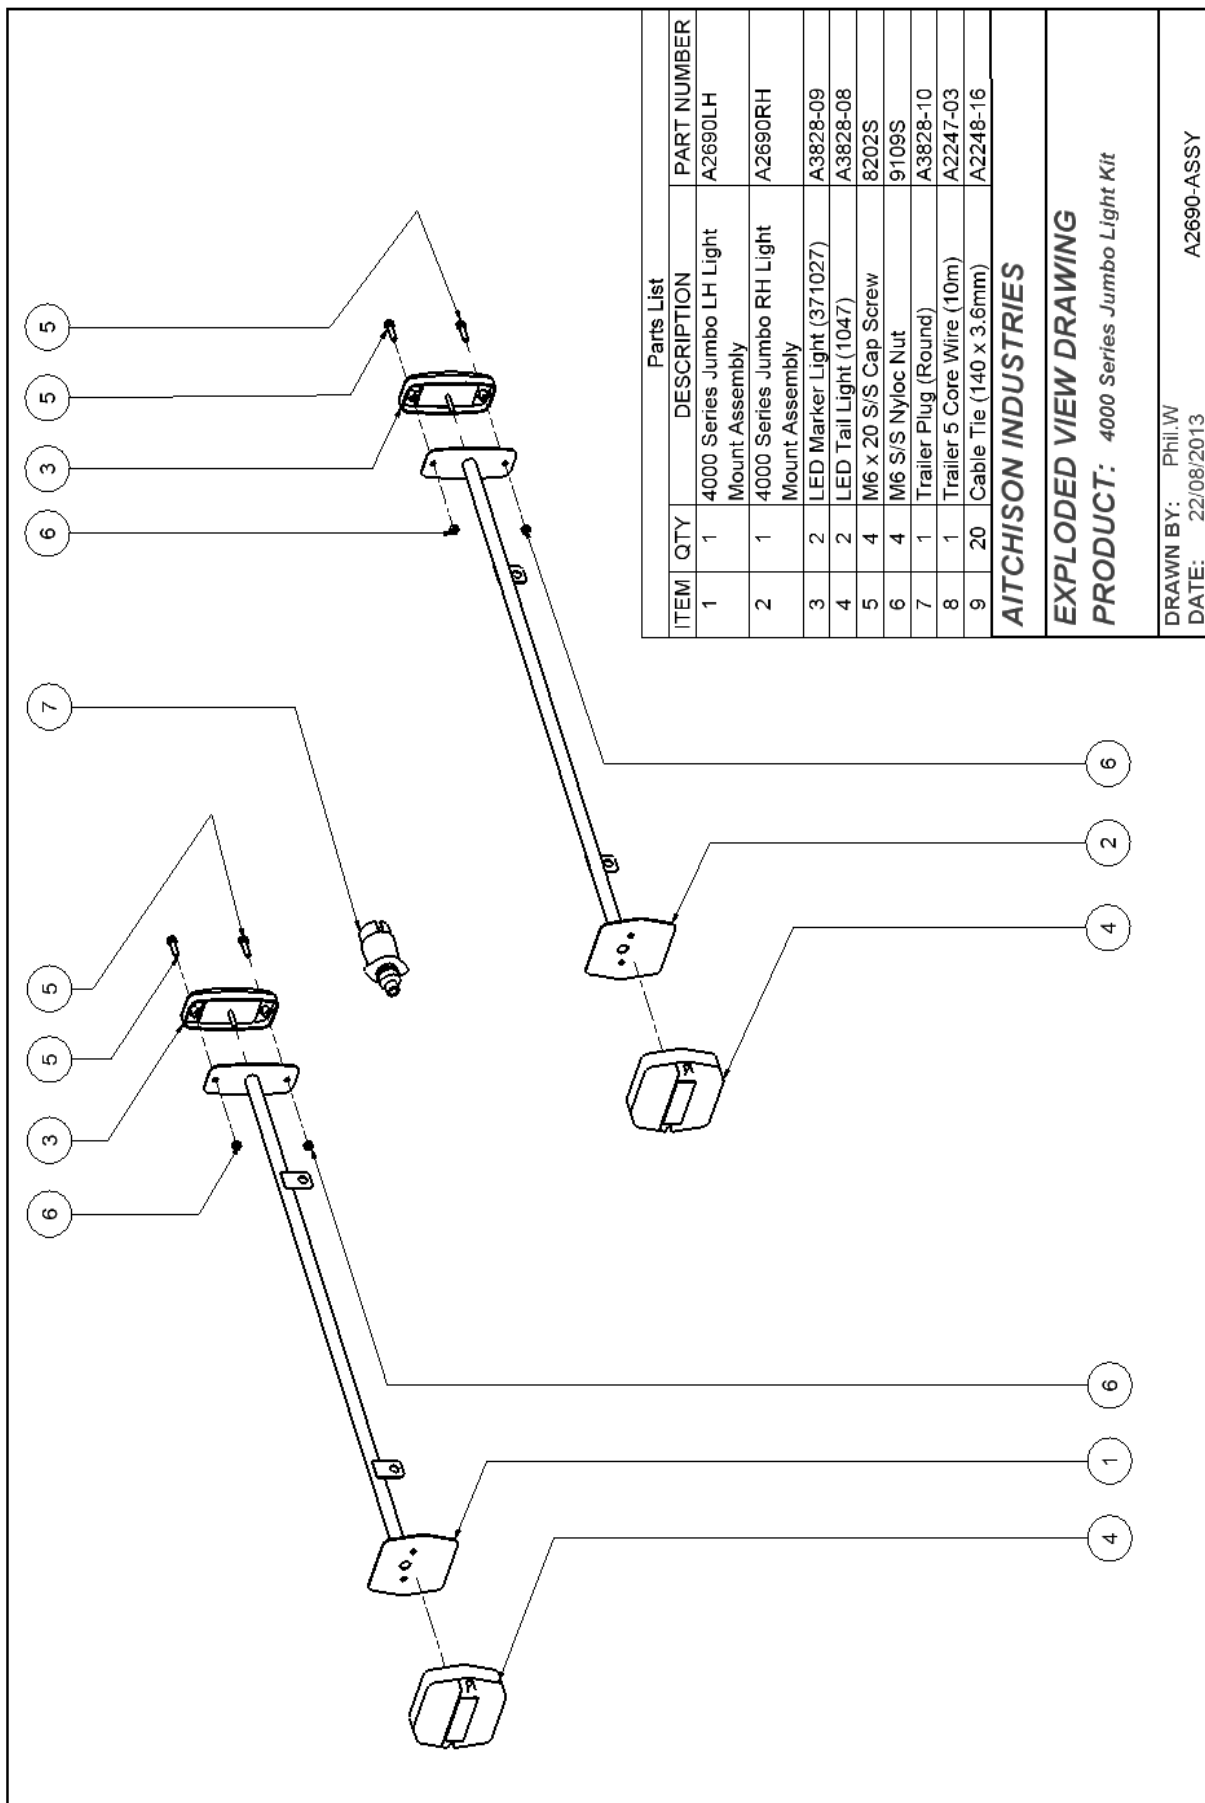 5
5
3
6
7
5
5
3
6
6
2
4
6
1
4
Parts List
ITEM QTY DESCRIPTION PART NUMBER
1 1 4000 Series Jumbo LH Light A2690LH
Mount Assembly
2 1 4000 Series Jumbo RH Light A2690RH
Mount Assembly
3 2 LED Marker Light (371027) A3828-09
4 2 LED Tail Light (1047) A3828-08
5 4 M6 x 20 S/S Cap Screw 8202S
6 4 M6 S/S Nyloc Nut 9109S
7 1 Trailer Plug (Round) A3828-10
8 1 Trailer 5 Core Wire (10m) A2247-03
9 20 Cable Tie (140 x 3.6mm) A2248-16
AITCHISON INDUSTRIES
EXPLODED VIEW DRAWING
PRODUCT: 4000 Series Jumbo Light Kit
DRAWN BY: Phil.W
DATE: 22/08/2013 A2690-ASSY